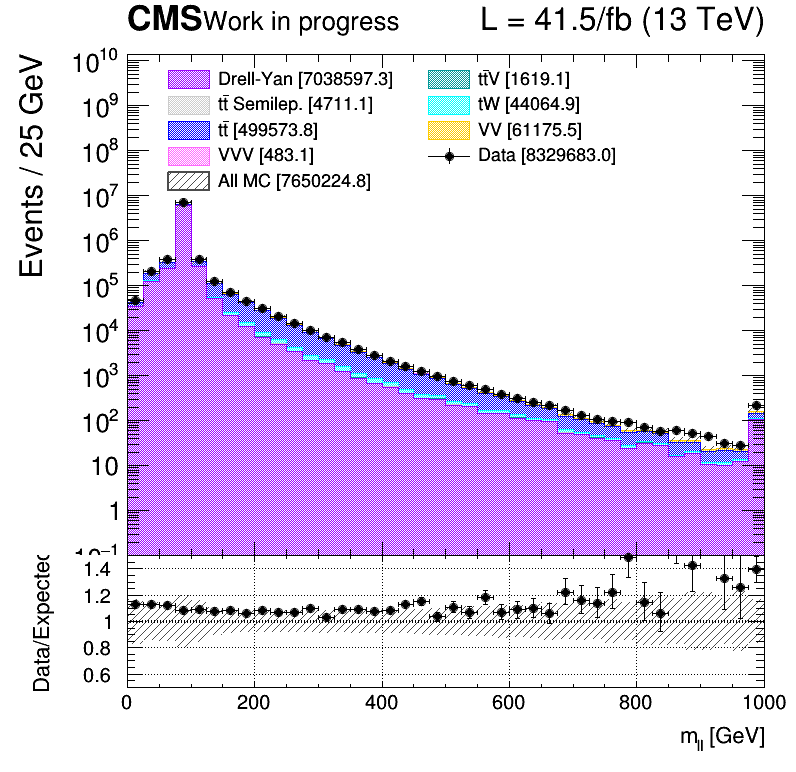 CMS Work in progress L = 41.5/fb (13 TeV)
Events / 25 GeV
10^10
10^9
10^8
10^7
10^6
10^5
10^4
10^3
10^2
10
1
10^-1
Drell-Yan [7038597.3]
tt̄ Semilep. [4711.1]
tt̄ [499573.8]
VVV [483.1]
All MC [7650224.8]
tt̄V [1619.1]
tW [44064.9]
VV [61175.5]
Data [8329683.0]
Data/Expected
1.4
1.2
1
0.8
0.6
0 200 400 600 800 1000
m_ll [GeV]